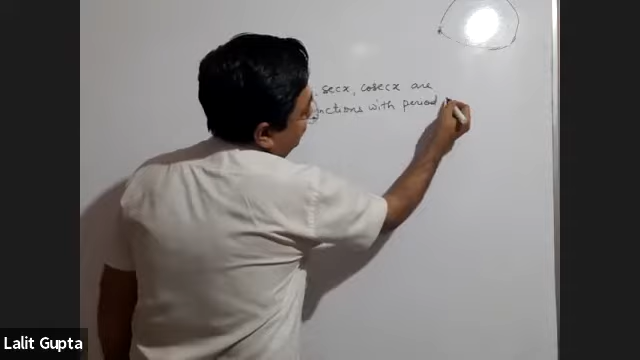 secx, cosecx are
nctions with period
Lalit Gupta